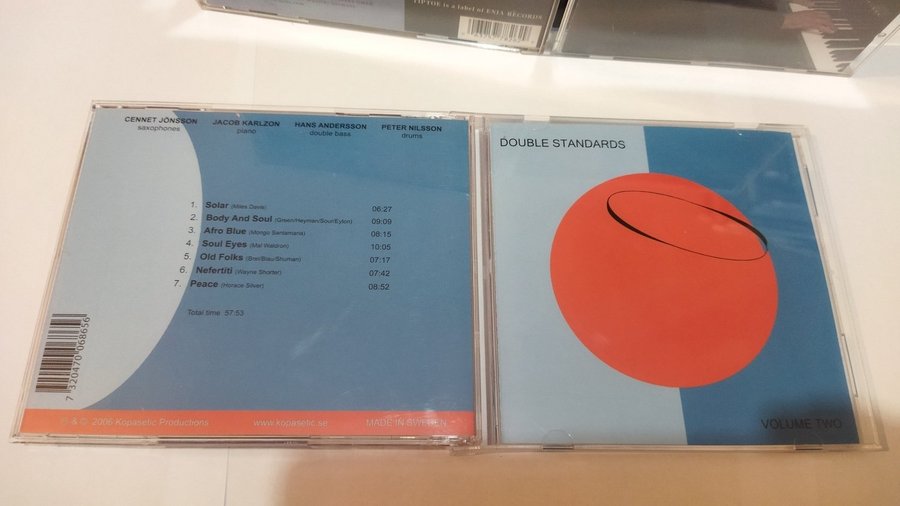 TIPTOE is a label of ENJA RECORDS
CENNET JÖNSSON
saxophones
JACOB KARLZON
piano
HANS ANDERSSON
double bass
PETER NILSSON
drums
1. Solar (Miles Davis) 06:27
2. Body And Soul (Green/Heyman/Sour/Eyton) 09:09
3. Afro Blue (Mongo Santamaria) 08:15
4. Soul Eyes (Mal Waldron) 10:05
5. Old Folks (Brel/Blau/Shuman) 07:17
6. Nefertiti (Wayne Shorter) 07:42
7. Peace (Horace Silver) 08:52
Total time 57:53
7 320470 068656
℗ & © 2006 Kopasetic Productions www.kopasetic.se MADE IN SWEDEN
DOUBLE STANDARDS
VOLUME TWO